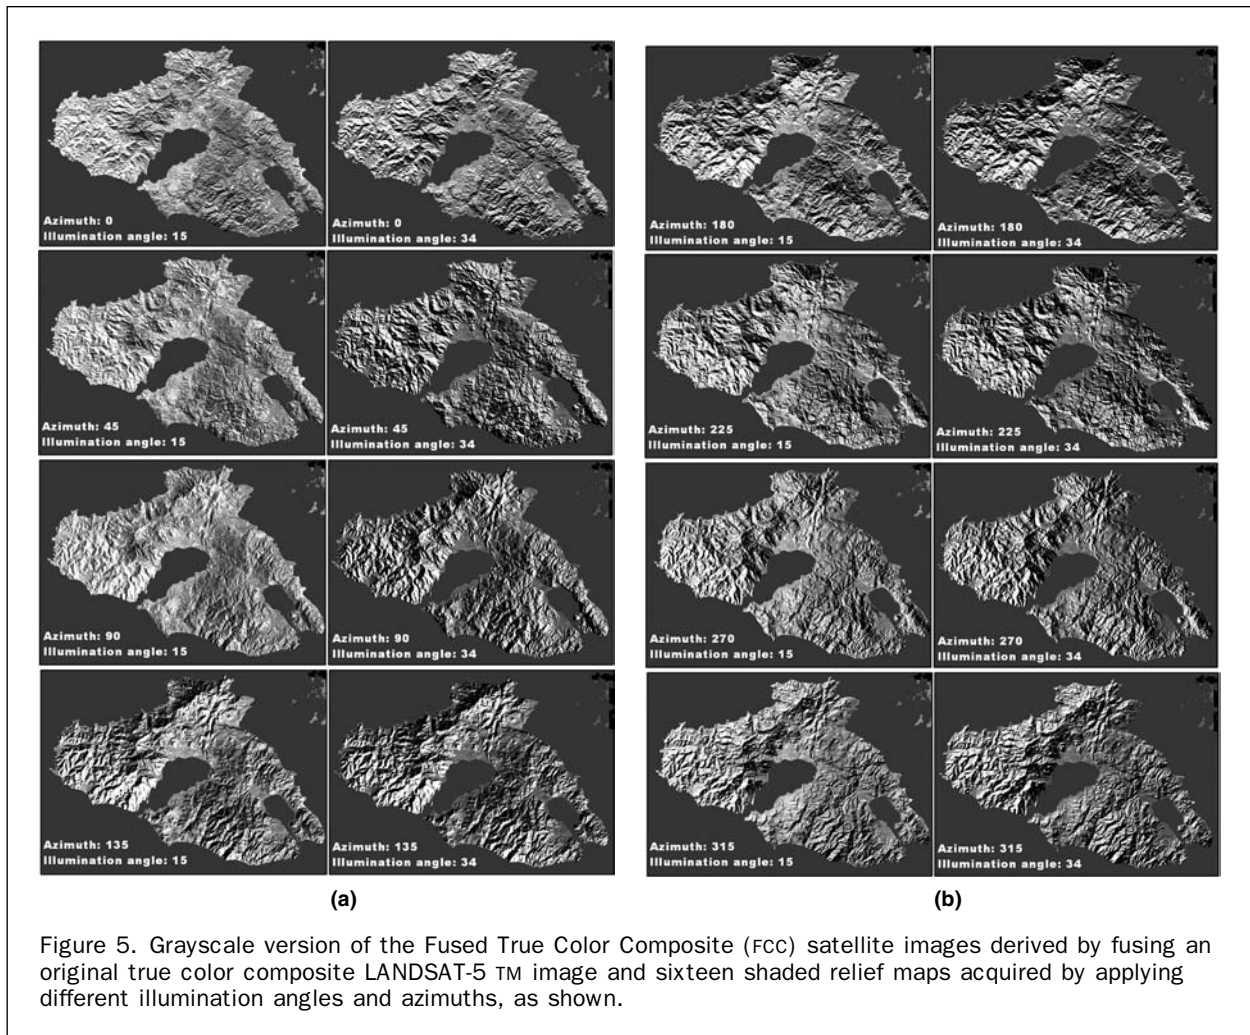 Azimuth: 0
Illumination angle: 15
Azimuth: 0
Illumination angle: 34
Azimuth: 45
Illumination angle: 15
Azimuth: 45
Illumination angle: 34
Azimuth: 90
Illumination angle: 15
Azimuth: 90
Illumination angle: 34
Azimuth: 135
Illumination angle: 15
Azimuth: 135
Illumination angle: 34
(a)
Azimuth: 180
Illumination angle: 15
Azimuth: 180
Illumination angle: 34
Azimuth: 225
Illumination angle: 15
Azimuth: 225
Illumination angle: 34
Azimuth: 270
Illumination angle: 15
Azimuth: 270
Illumination angle: 34
Azimuth: 315
Illumination angle: 15
Azimuth: 315
Illumination angle: 34
(b)
Figure 5. Grayscale version of the Fused True Color Composite (FCC) satellite images derived by fusing an
original true color composite LANDSAT-5 TM image and sixteen shaded relief maps acquired by applying
different illumination angles and azimuths, as shown.